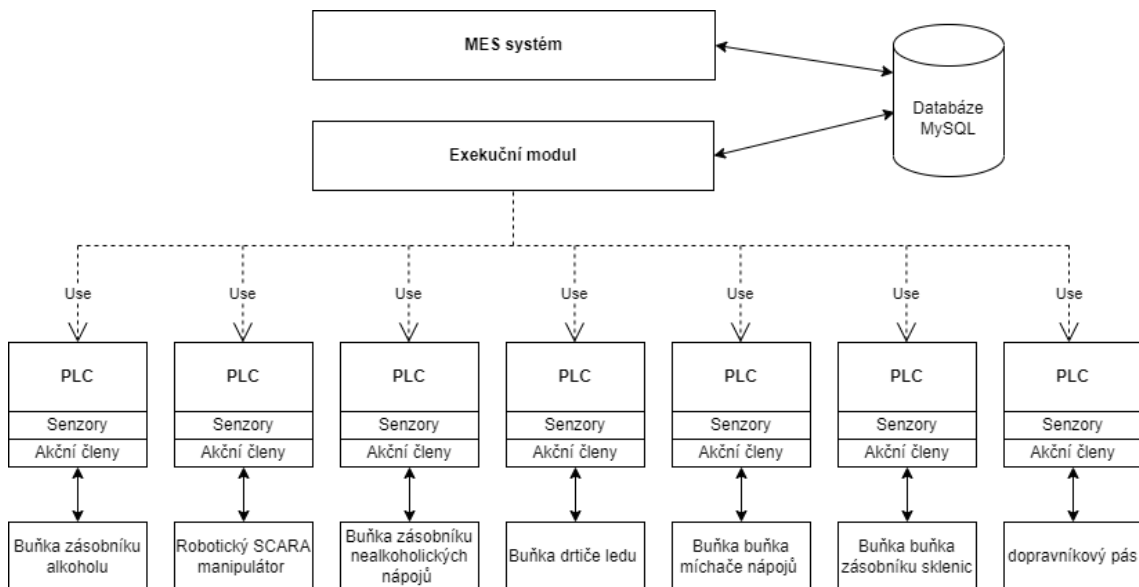 MES systém
Databáze
MySQL
Exekuční modul
Use
Use
Use
Use
Use
Use
Use
PLC
PLC
PLC
PLC
PLC
PLC
PLC
Senzory
Senzory
Senzory
Senzory
Senzory
Senzory
Senzory
Akční členy
Akční členy
Akční členy
Akční členy
Akční členy
Akční členy
Akční členy
Buňka zásobníku
alkoholu
Robotický SCARA
manipulátor
Buňka zásobníku
nealkoholických
nápojů
Buňka drtiče ledu
Buňka buňka
míchače nápojů
Buňka buňka
zásobníku sklenic
dopravníkový pás